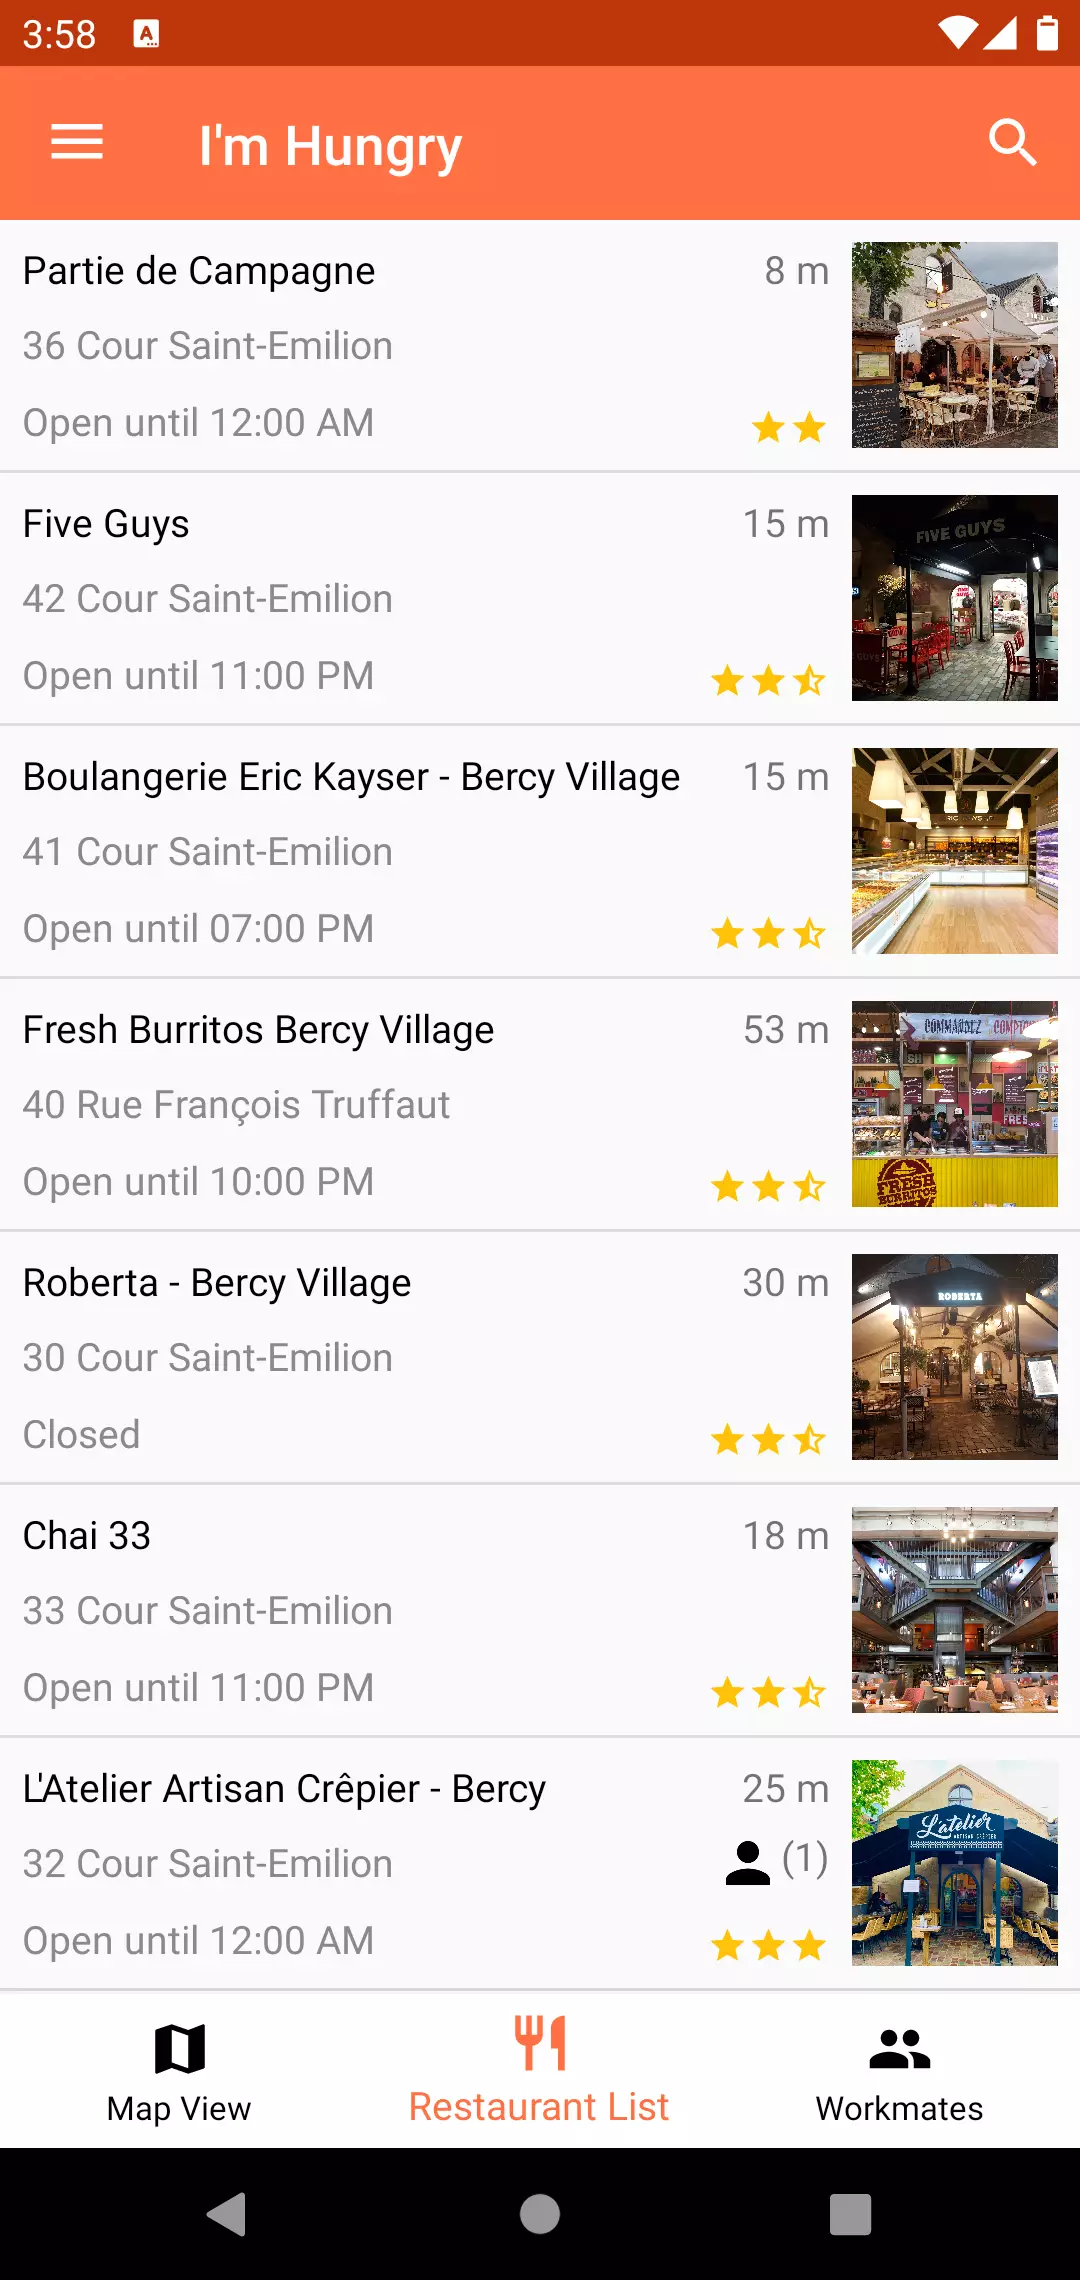 3:58
I'm Hungry
Partie de Campagne
8 m
36 Cour Saint-Emilion
Open until 12:00 AM
Five Guys
15 m
42 Cour Saint-Emilion
Open until 11:00 PM
FIVE GUYS
Boulangerie Eric Kayser - Bercy Village
15 m
41 Cour Saint-Emilion
Open until 07:00 PM
Fresh Burritos Bercy Village
53 m
40 Rue François Truffaut
Open until 10:00 PM
COMMANDEZ
FRESH
BURRITOS
Roberta - Bercy Village
30 m
30 Cour Saint-Emilion
Closed
ROBERTA
Chai 33
18 m
33 Cour Saint-Emilion
Open until 11:00 PM
L'Atelier Artisan Crêpier - Bercy
25 m
32 Cour Saint-Emilion
(1)
Open until 12:00 AM
L'atelier
ARTISAN CRÊPIER
Map View
Restaurant List
Workmates